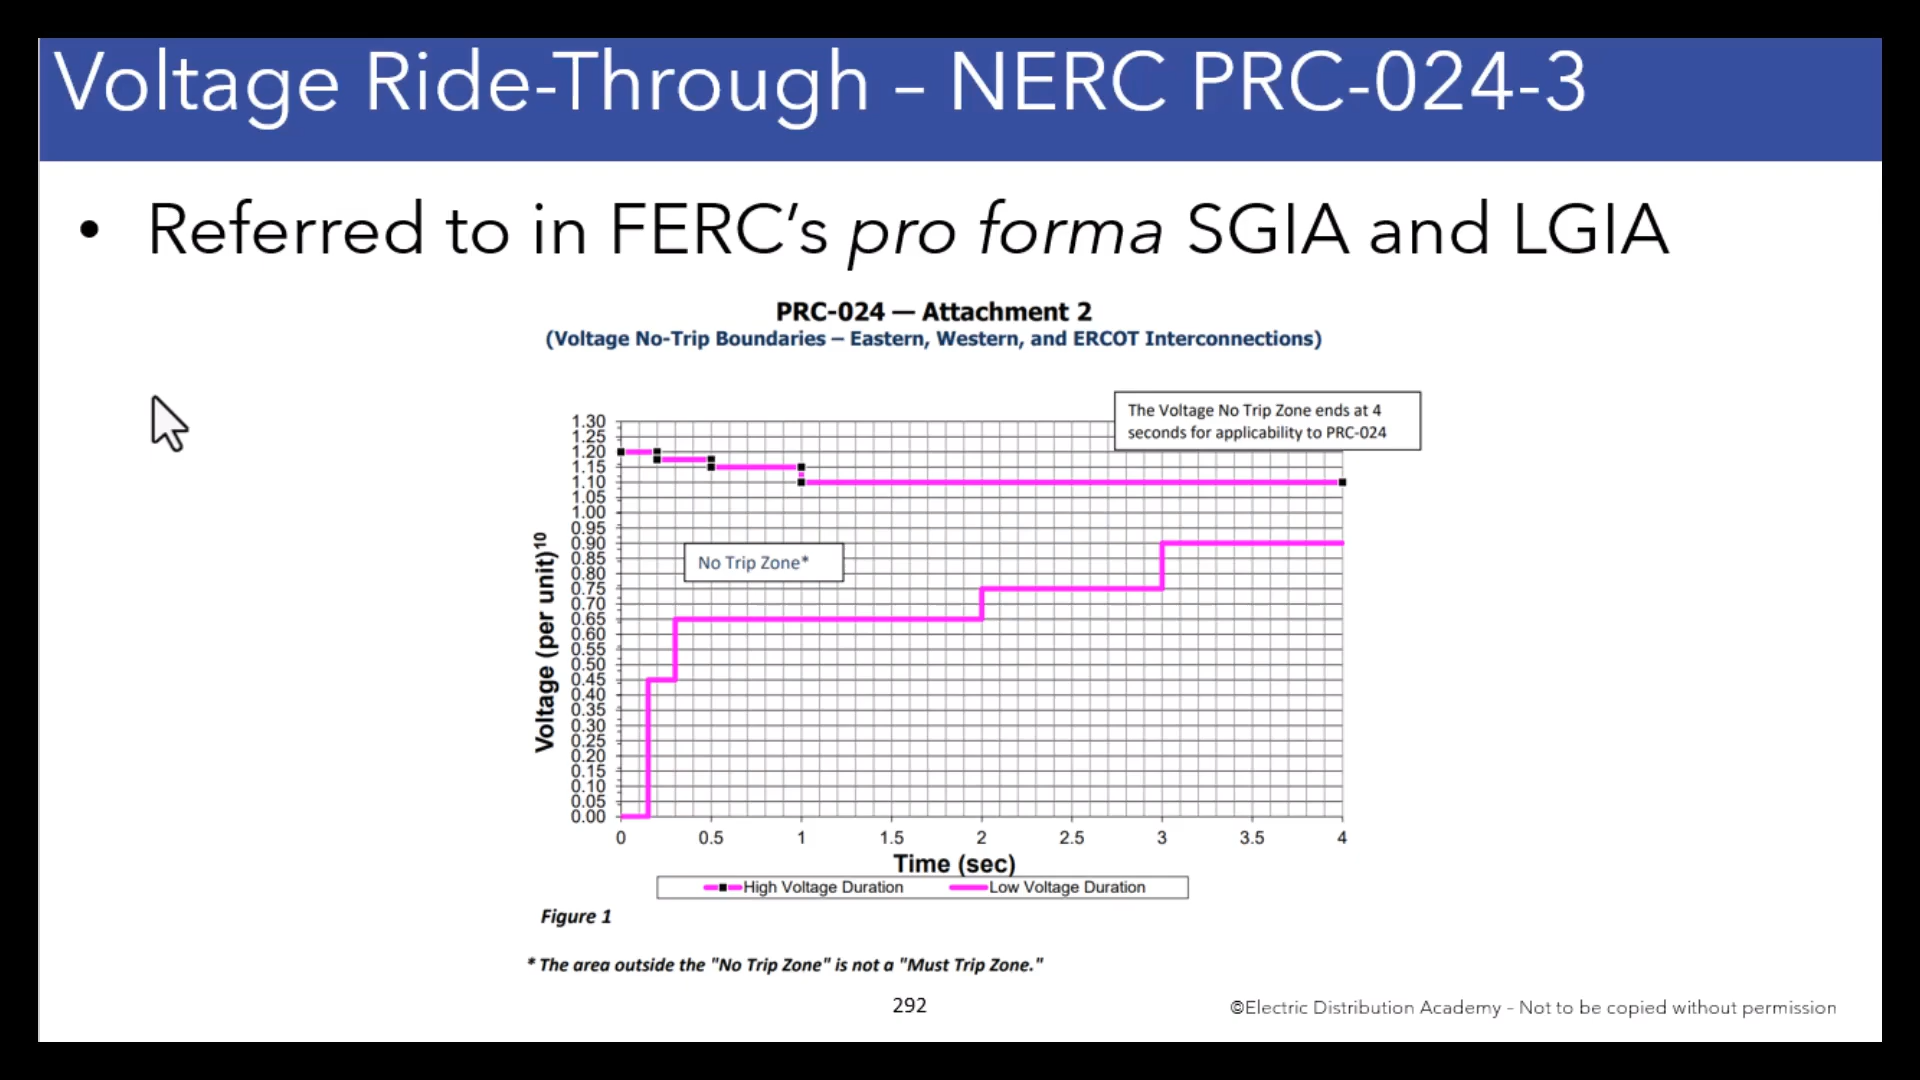 Voltage Ride-Through – NERC PRC-024-3
• Referred to in FERC's pro forma SGIA and LGIA
PRC-024 — Attachment 2
(Voltage No-Trip Boundaries – Eastern, Western, and ERCOT Interconnections)
The Voltage No Trip Zone ends at 4
seconds for applicability to PRC-024
1.30
1.25
1.20
1.15
1.10
1.05
1.00
0.95
0.90
0.85
0.80
0.75
0.70
0.65
0.60
0.55
0.50
0.45
0.40
0.35
0.30
0.25
0.20
0.15
0.10
0.05
0.00
Voltage (per unit)¹⁰
No Trip Zone*
0 0.5 1 1.5 2 2.5 3 3.5 4
Time (sec)
High Voltage Duration Low Voltage Duration
Figure 1
* The area outside the "No Trip Zone" is not a "Must Trip Zone."
292
©Electric Distribution Academy - Not to be copied without permission